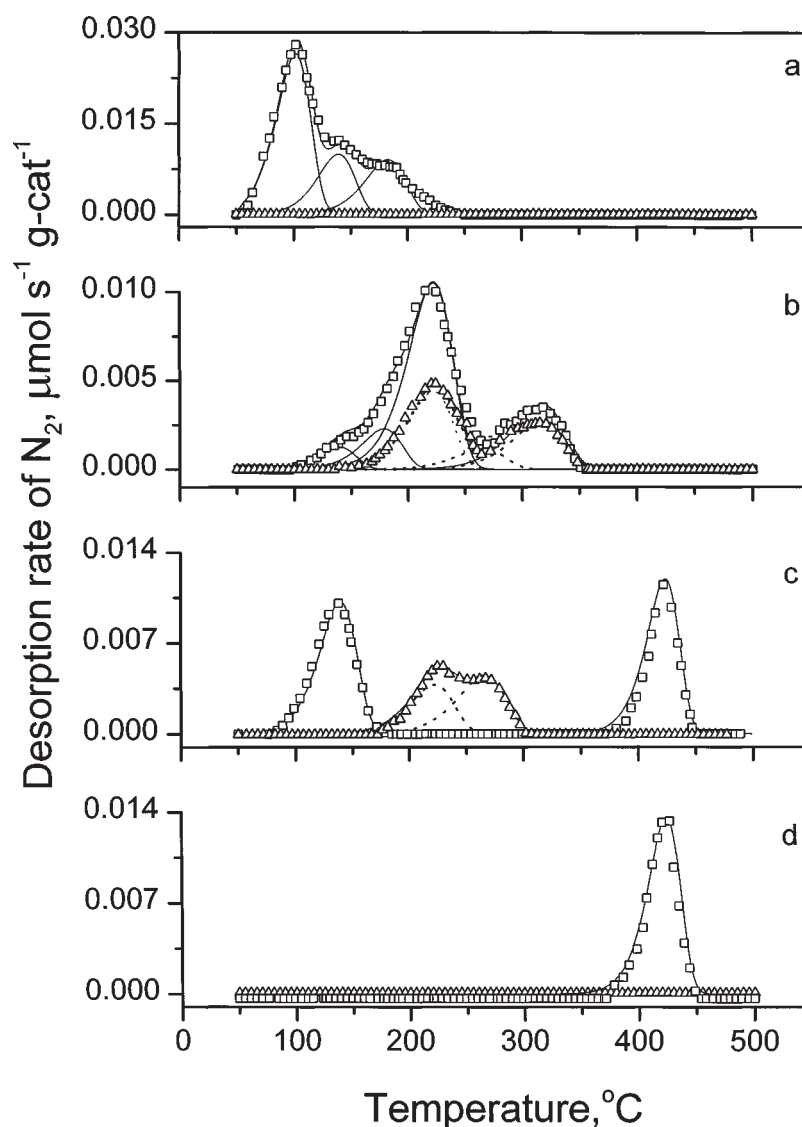 Desorption rate of N₂, μmol s⁻¹ g-cat⁻¹
0.030
0.015
0.000
a
0.010
0.005
0.000
b
0.014
0.007
0.000
c
0.014
0.007
0.000
d
0 100 200 300 400 500
Temperature,°C